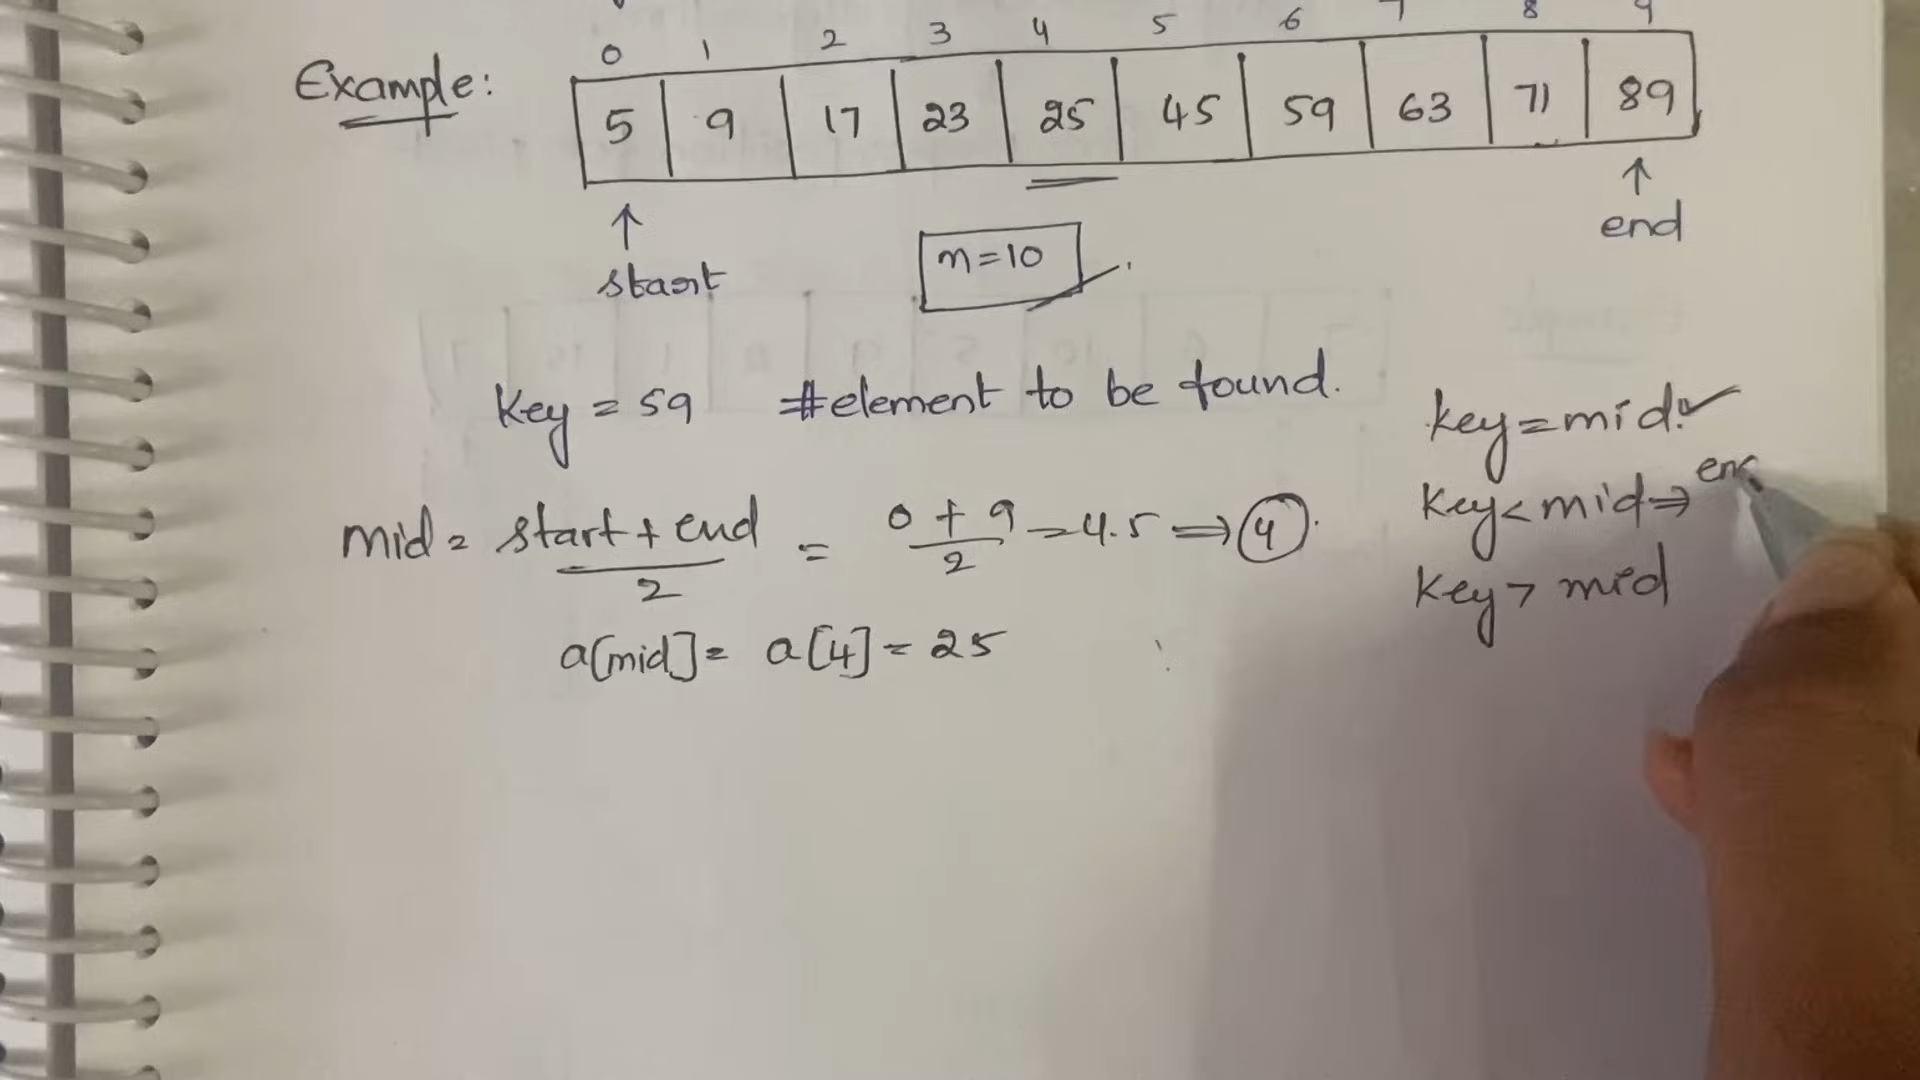 0 1 2 3 4 5 6 7 8 9
Example: 5 9 17 23 25 45 59 63 71 89
↑ start ↑ end
n=10
Key = 59 #element to be found.
key=mid.✓
mid = start+end/2 = 0+9/2 = 4.5 ⇒ 4.
key<mid⇒ en
key> mid
a[mid]= a[4]= 25